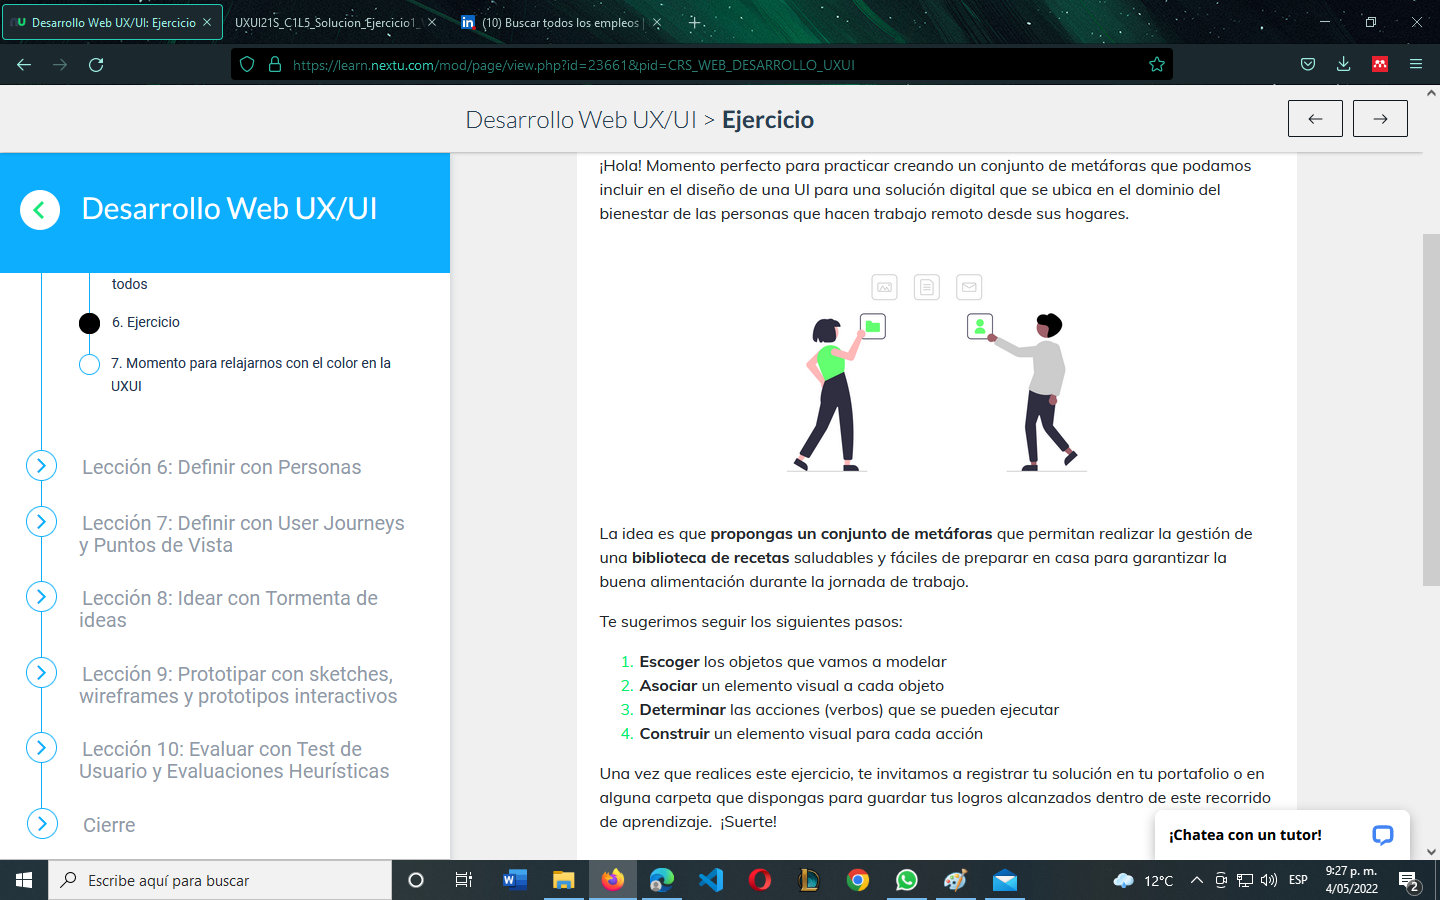 Desarrollo Web UX/UI: Ejercicio
UXUI21S_C1L5_Solucion_Ejercicio1_
(10) Buscar todos los empleos
https://learn.nextu.com/mod/page/view.php?id=23661&pid=CRS_WEB_DESARROLLO_UXUI
Desarrollo Web UX/UI > Ejercicio
Desarrollo Web UX/UI
todos
6. Ejercicio
7. Momento para relajarnos con el color en la
UXUI
Lección 6: Definir con Personas
Lección 7: Definir con User Journeys
y Puntos de Vista
Lección 8: Idear con Tormenta de
ideas
Lección 9: Prototipar con sketches,
wireframes y prototipos interactivos
Lección 10: Evaluar con Test de
Usuario y Evaluaciones Heurísticas
Cierre
¡Hola! Momento perfecto para practicar creando un conjunto de metáforas que podamos
incluir en el diseño de una UI para una solución digital que se ubica en el dominio del
bienestar de las personas que hacen trabajo remoto desde sus hogares.
La idea es que propongas un conjunto de metáforas que permitan realizar la gestión de
una biblioteca de recetas saludables y fáciles de preparar en casa para garantizar la
buena alimentación durante la jornada de trabajo.
Te sugerimos seguir los siguientes pasos:
1. Escoger los objetos que vamos a modelar
2. Asociar un elemento visual a cada objeto
3. Determinar las acciones (verbos) que se pueden ejecutar
4. Construir un elemento visual para cada acción
Una vez que realices este ejercicio, te invitamos a registrar tu solución en tu portafolio o en
alguna carpeta que dispongas para guardar tus logros alcanzados dentro de este recorrido
de aprendizaje. ¡Suerte!
¡Chatea con un tutor!
Escribe aquí para buscar
12°C
ESP
9:27 p. m.
4/05/2022
2